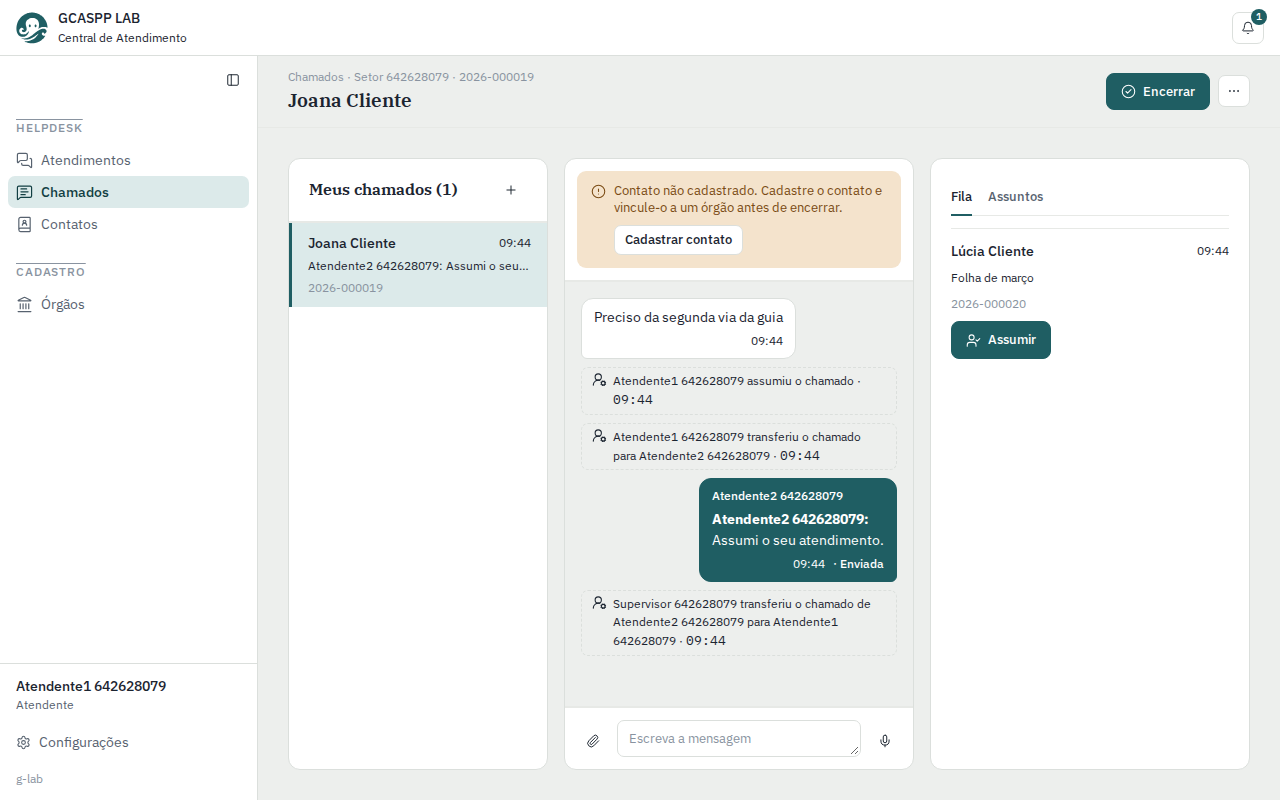 GCASPP LAB
Central de Atendimento
1
HELPDESK
Atendimentos
Chamados
Contatos
CADASTRO
Órgãos
Atendente1 642628079
Atendente
Configurações
g-lab
Chamados · Setor 642628079 · 2026-000019
Joana Cliente
Encerrar
Meus chamados (1)
Joana Cliente 09:44
Atendente2 642628079: Assumi o seu...
2026-000019
Contato não cadastrado. Cadastre o contato e
vincule-o a um órgão antes de encerrar.
Cadastrar contato
Preciso da segunda via da guia
09:44
Atendente1 642628079 assumiu o chamado ·
09:44
Atendente1 642628079 transferiu o chamado
para Atendente2 642628079 · 09:44
Atendente2 642628079
Atendente2 642628079:
Assumi o seu atendimento.
09:44 · Enviada
Supervisor 642628079 transferiu o chamado de
Atendente2 642628079 para Atendente1
642628079 · 09:44
Escreva a mensagem
Fila Assuntos
Lúcia Cliente 09:44
Folha de março
2026-000020
Assumir